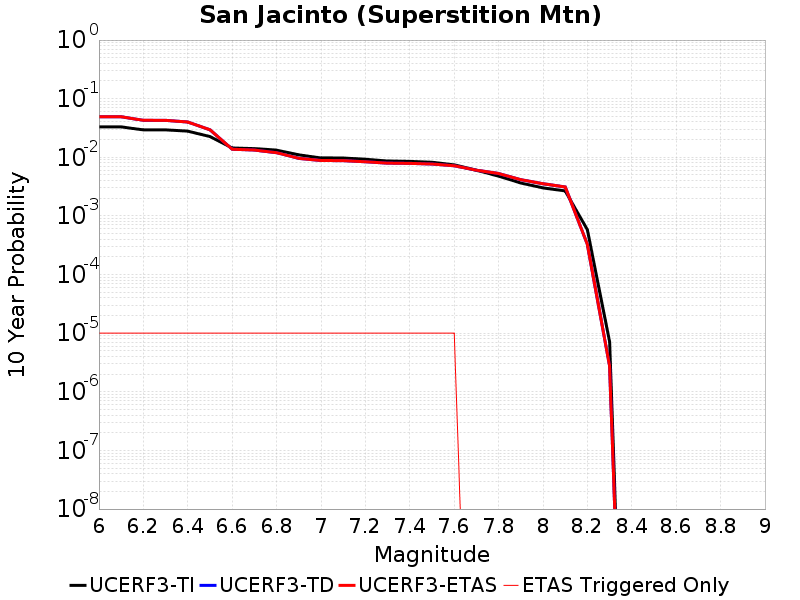 San Jacinto (Superstition Mtn)
10^0
10^-1
10^-2
10^-3
10^-4
10^-5
10^-6
10^-7
10^-8
10 Year Probability
6 6.2 6.4 6.6 6.8 7 7.2 7.4 7.6 7.8 8 8.2 8.4 8.6 8.8 9
Magnitude
UCERF3-TI UCERF3-TD UCERF3-ETAS ETAS Triggered Only